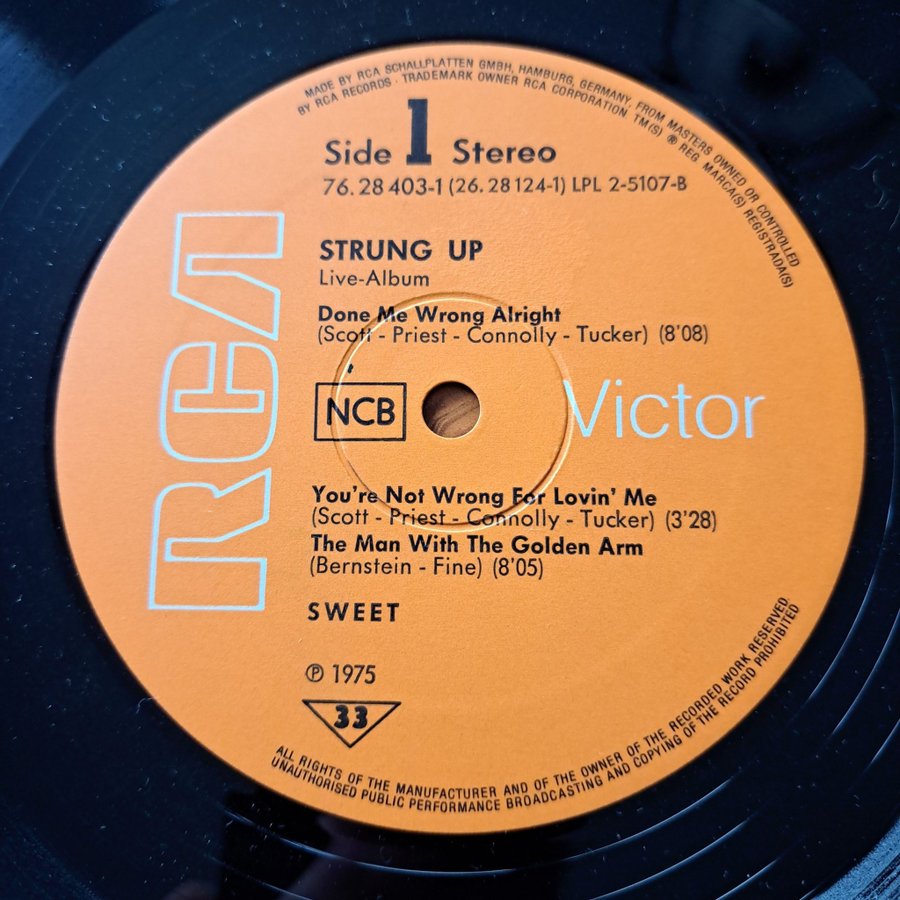 MADE BY RCA SCHALLPLATTEN GMBH, HAMBURG, GERMANY, FROM MASTERS OWNED OR CONTROLLED
BY RCA RECORDS · TRADEMARK OWNER RCA CORPORATION TM(S) ® REG. MARCA(S) REGISTRADA(S)
Side 1 Stereo
76.28 403-1 (26.28 124-1) LPL 2-5107-B
RCA
STRUNG UP
Live-Album
Done Me Wrong Alright
(Scott - Priest - Connolly - Tucker) (8'08)
NCB
Victor
You're Not Wrong For Lovin' Me
(Scott - Priest - Connolly - Tucker) (3'28)
The Man With The Golden Arm
(Bernstein - Fine) (8'05)
SWEET
℗ 1975
33
ALL RIGHTS OF THE MANUFACTURER AND OF THE OWNER OF THE RECORDED WORK RESERVED
UNAUTHORISED PUBLIC PERFORMANCE BROADCASTING AND COPYING OF THE RECORD PROHIBITED